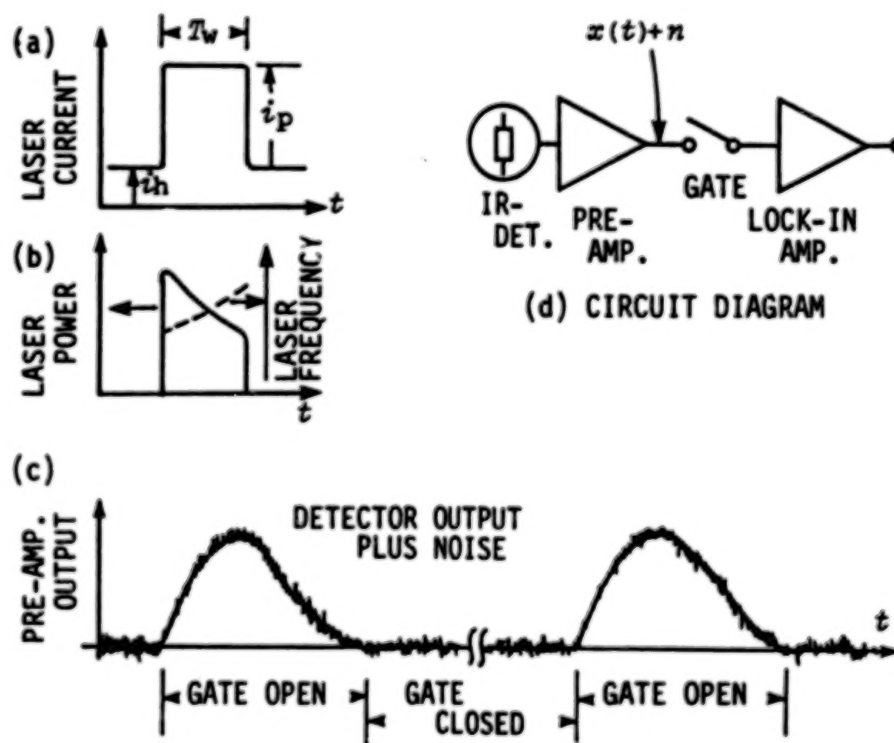 (a)
LASER
CURRENT
Tw
ip
ih
t
(b)
LASER
POWER
LASER
FREQUENCY
t
x(t)+n
IR-
DET.
PRE-
AMP.
GATE
LOCK-IN
AMP.
(d) CIRCUIT DIAGRAM
(c)
PRE-AMP.
OUTPUT
DETECTOR OUTPUT
PLUS NOISE
t
GATE OPEN
GATE
CLOSED
GATE OPEN